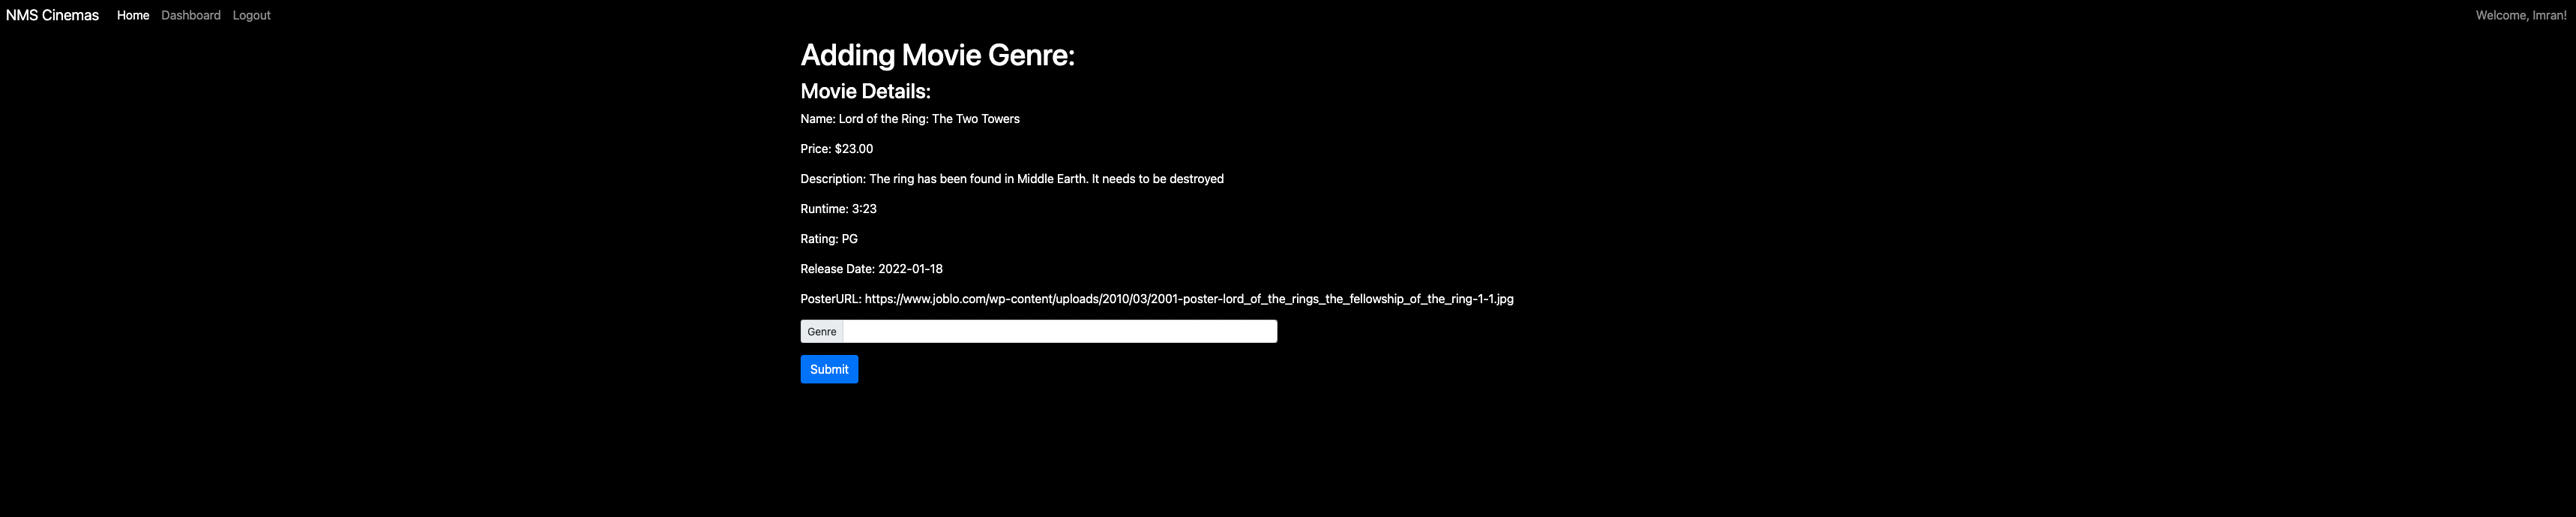 NMS Cinemas Home Dashboard Logout Welcome, Imran!
Adding Movie Genre:
Movie Details:
Name: Lord of the Ring: The Two Towers
Price: $23.00
Description: The ring has been found in Middle Earth. It needs to be destroyed
Runtime: 3:23
Rating: PG
Release Date: 2022-01-18
PosterURL: https://www.joblo.com/wp-content/uploads/2010/03/2001-poster-lord_of_the_rings_the_fellowship_of_the_ring-1-1.jpg
Genre
Submit